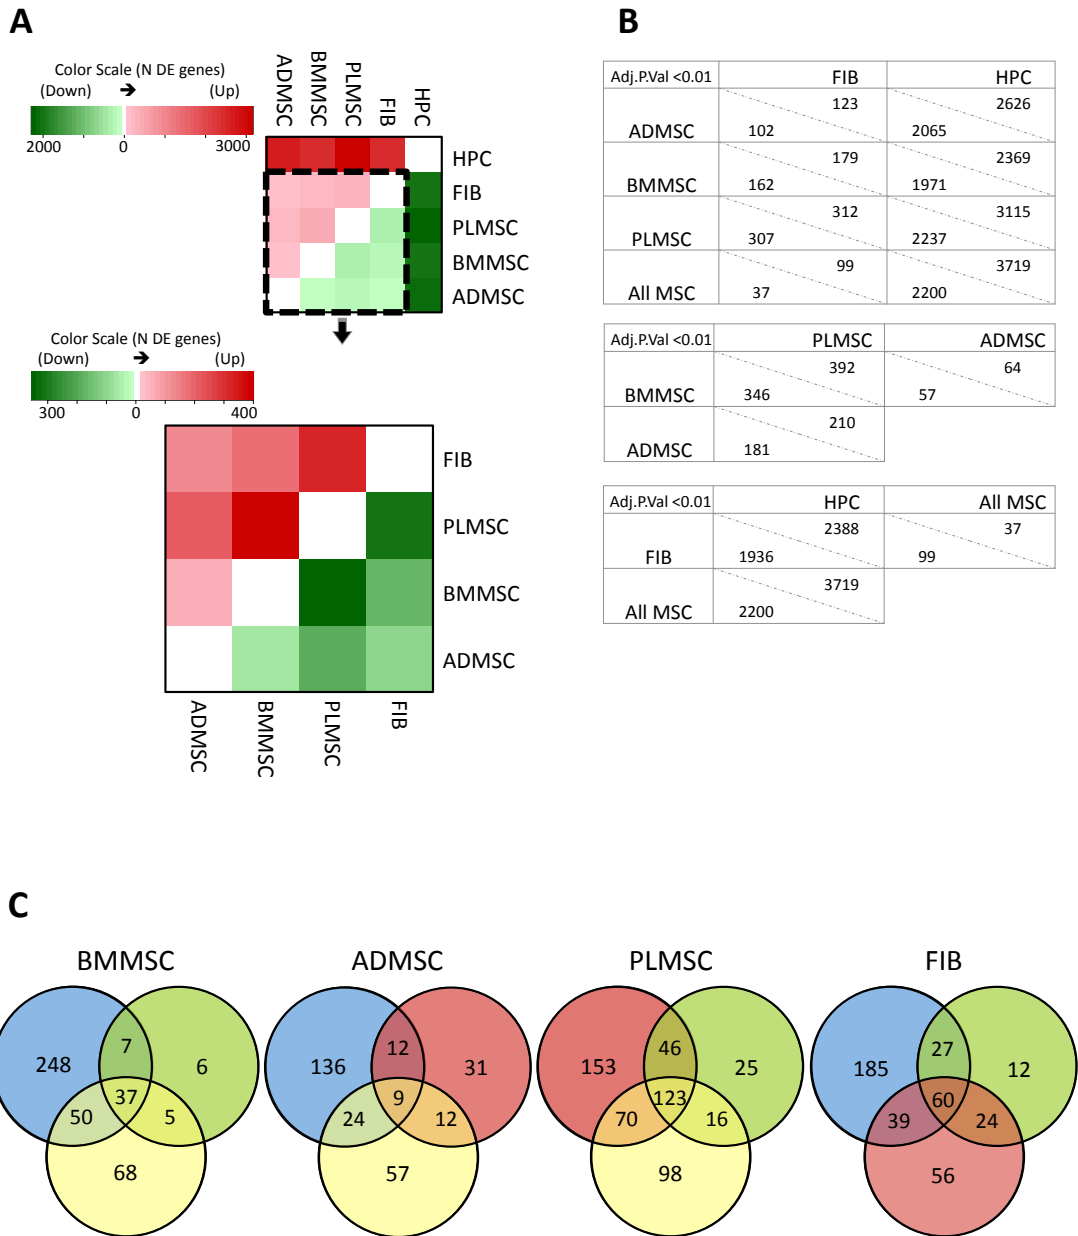 A
Color Scale (N DE genes)
(Down) ➔ (Up)
2000 0 3000
ADMSC
BMMSC
PLMSC
FIB
HPC
HPC
FIB
PLMSC
BMMSC
ADMSC
Color Scale (N DE genes)
(Down) ➔ (Up)
300 0 400
FIB
PLMSC
BMMSC
ADMSC
ADMSC
BMMSC
PLMSC
FIB
B
Adj.P.Val <0.01 FIB HPC
123 2626
ADMSC 102 2065
179 2369
BMMSC 162 1971
312 3115
PLMSC 307 2237
99 3719
All MSC 37 2200
Adj.P.Val <0.01 PLMSC ADMSC
392 64
BMMSC 346 57
210
ADMSC 181
Adj.P.Val <0.01 HPC All MSC
2388 37
FIB 1936 99
3719
All MSC 2200
C
BMMSC
248 7 6
37
50 5
68
ADMSC
136 12 31
9
24 12
57
PLMSC
153 46 25
123
70 16
98
FIB
185 27 12
60
39 24
56